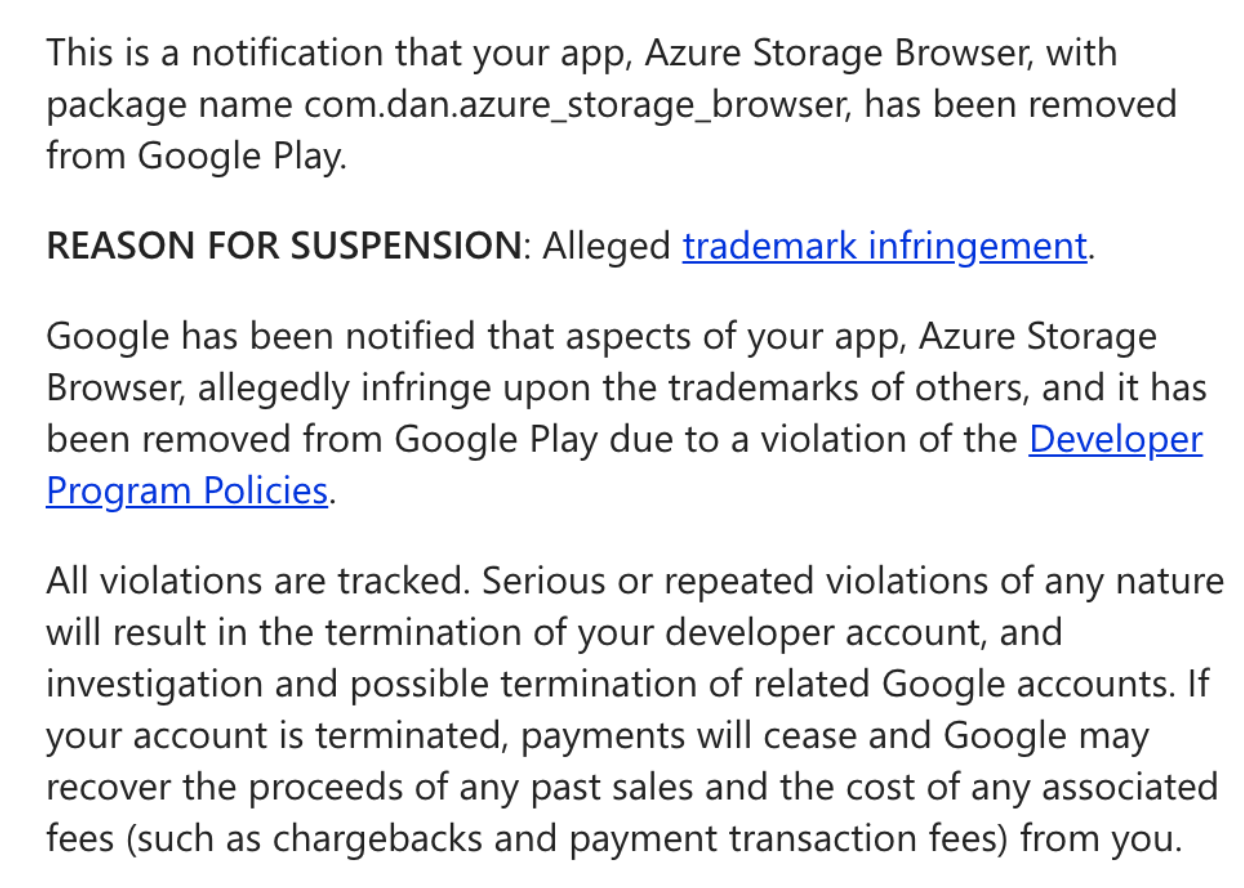 This is a notification that your app, Azure Storage Browser, with
package name com.dan.azure_storage_browser, has been removed
from Google Play.
REASON FOR SUSPENSION: Alleged trademark infringement.
Google has been notified that aspects of your app, Azure Storage
Browser, allegedly infringe upon the trademarks of others, and it has
been removed from Google Play due to a violation of the Developer
Program Policies.
All violations are tracked. Serious or repeated violations of any nature
will result in the termination of your developer account, and
investigation and possible termination of related Google accounts. If
your account is terminated, payments will cease and Google may
recover the proceeds of any past sales and the cost of any associated
fees (such as chargebacks and payment transaction fees) from you.